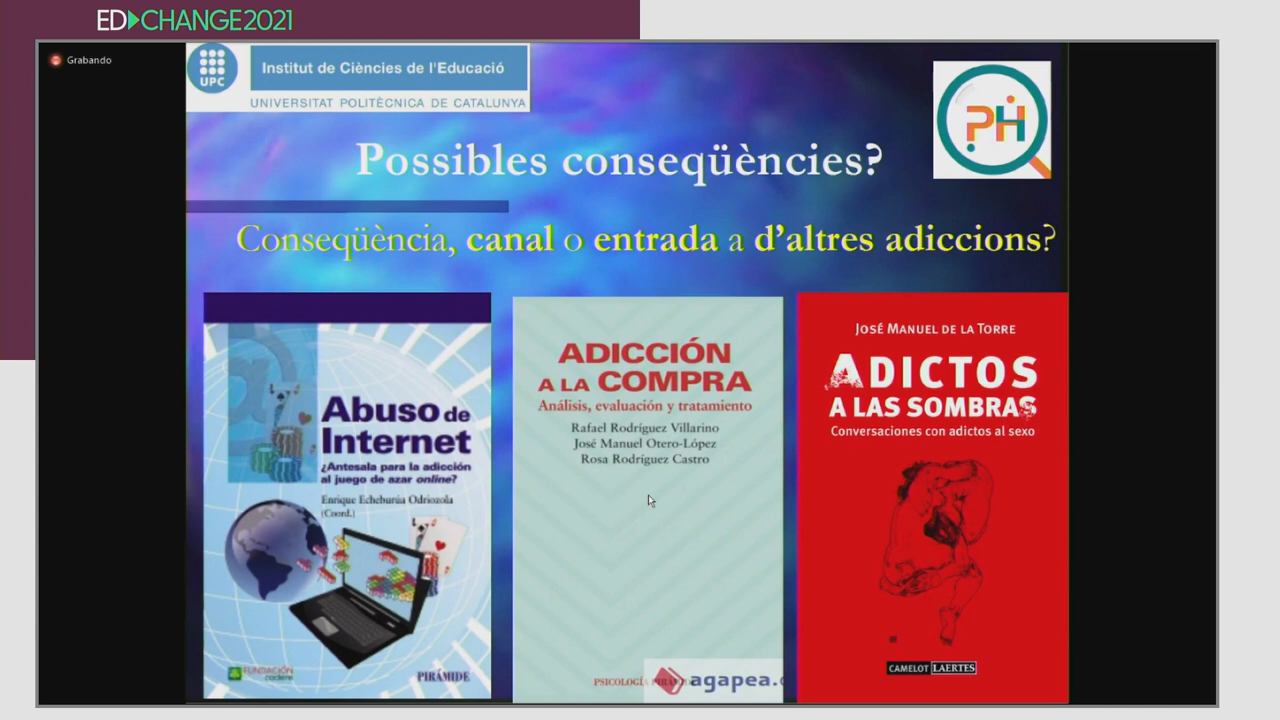 ED CHANGE2021
Grabando
UPC
Institut de Ciències de l'Educació
UNIVERSITAT POLITÈCNICA DE CATALUNYA
PH
Possibles conseqüències?
Conseqüència, canal o entrada a d'altres adiccions?
Abuso de
Internet
¿Antesala para la adicción
al juego de azar online?
Enrique Echeburúa Odriozola
(Coord.)
FUNDACIÓN
codere
PIRÁMIDE
ADICCIÓN
A LA COMPRA
Análisis, evaluación y tratamiento
Rafael Rodríguez Villarino
José Manuel Otero-López
Rosa Rodríguez Castro
PSICOLOGÍA
agapea.c
JOSÉ MANUEL DE LA TORRE
ADICTOS
A LAS SOMBRAS
Conversaciones con adictos al sexo
CAMELOT LAERTES